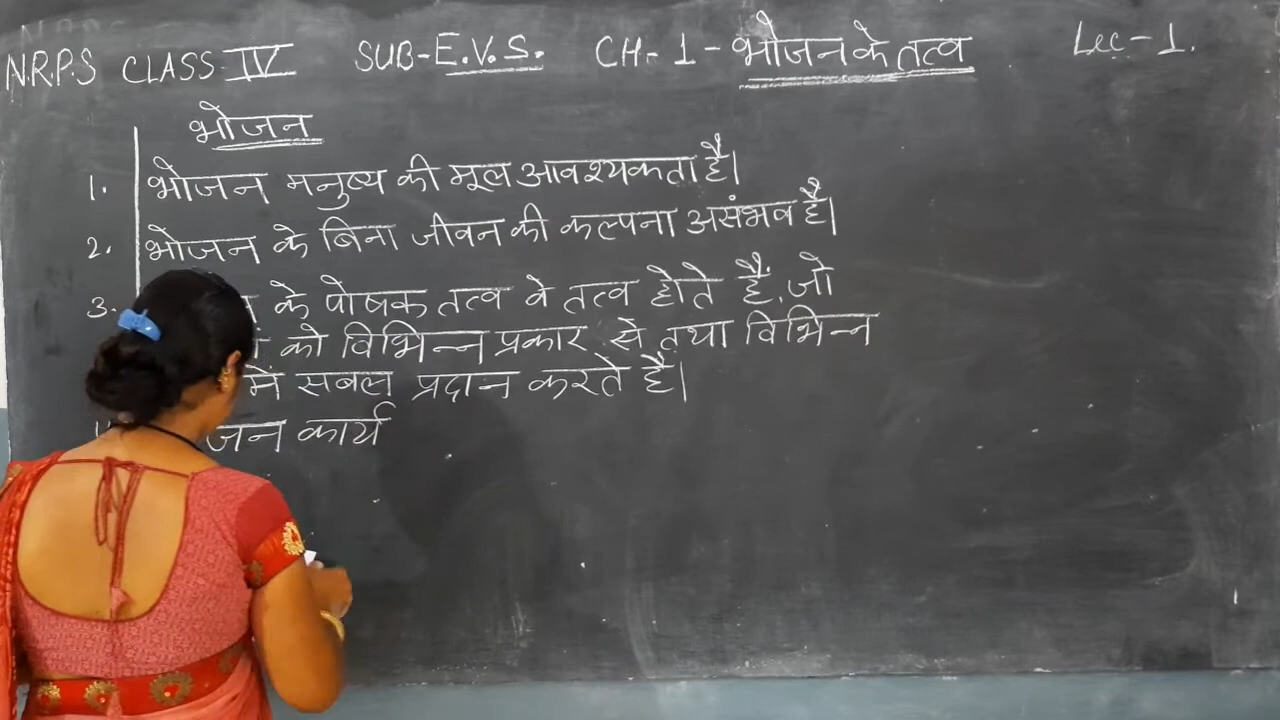 N.R.P.S CLASS IV SUB-E.V.S. CH-1-भोजन के तत्व Lec-1.
भोजन
1. भोजन मनुष्य की मूल आवश्यकता है।
2. भोजन के बिना जीवन की कल्पना असंभव है।
3. के पोषक तत्व वे तत्व होते हैं, जो
को विभिन्न प्रकार से तथा विभिन्न
में सबल प्रदान करते है।
जन कार्य